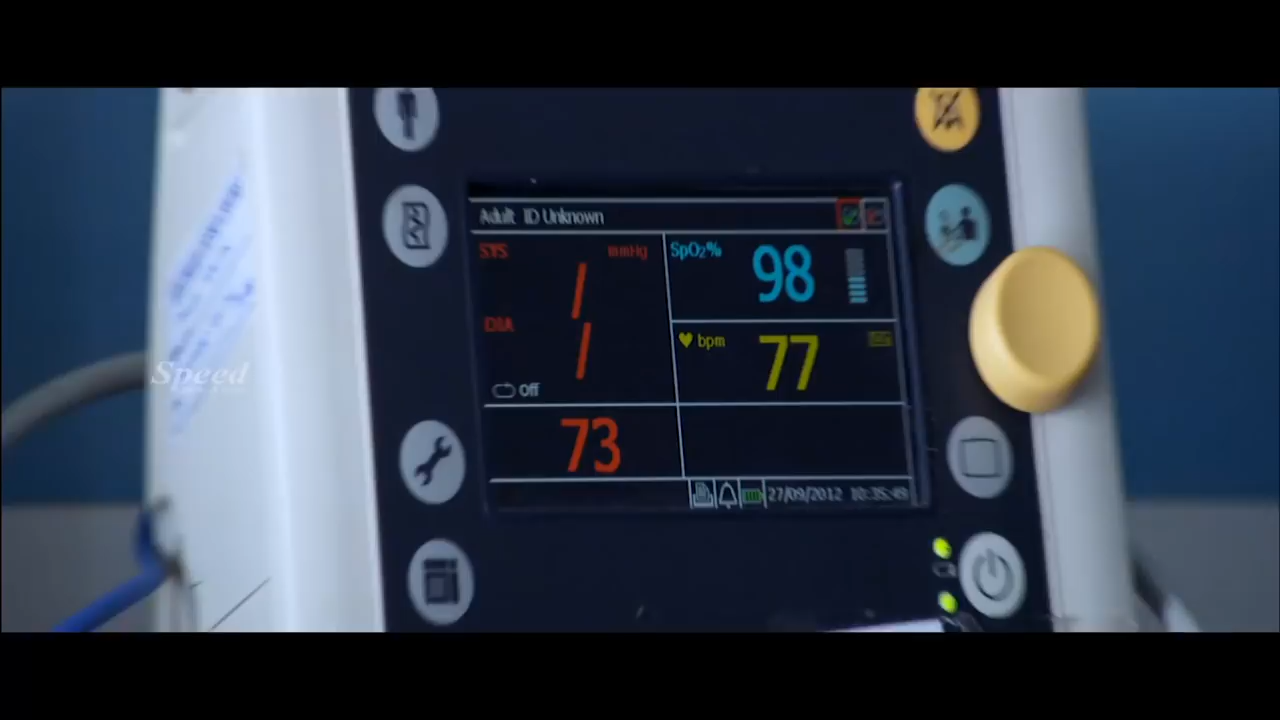 Adult ID Unknown
SYS mmHg
/
DIA
/
Off
SpO2% 98
bpm 77
73
27/09/2012 10:35:49
Speed